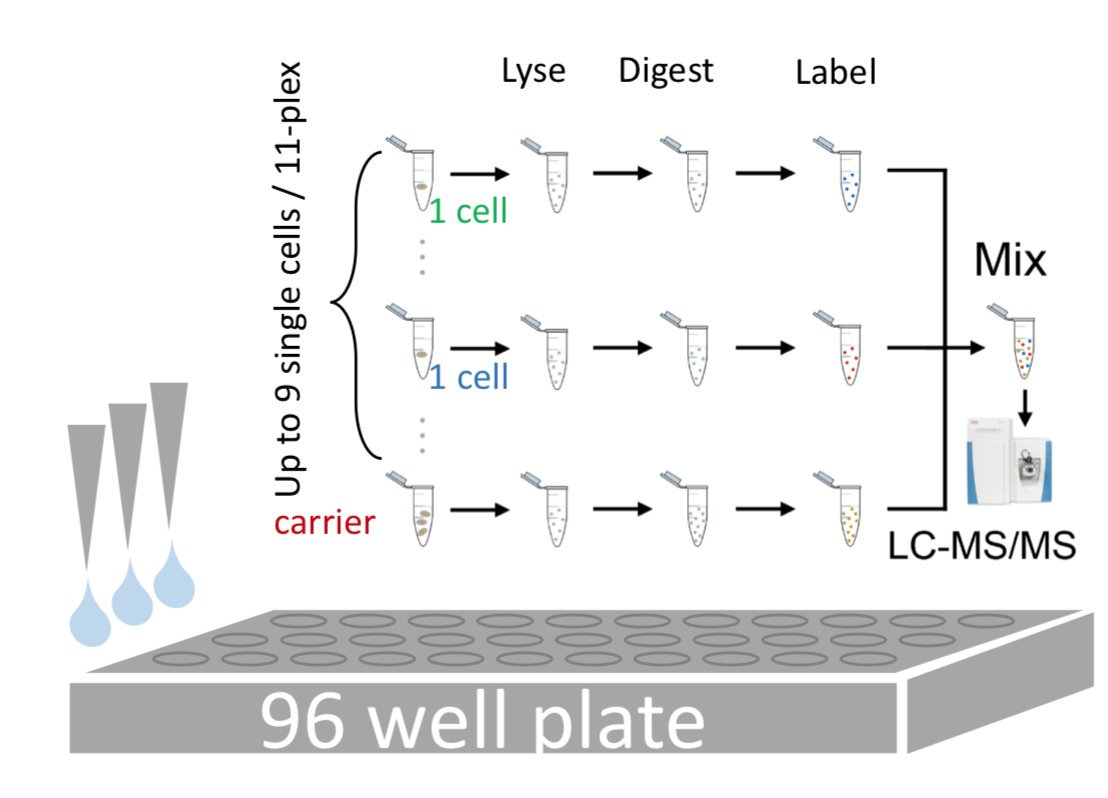 Up to 9 single cells / 11-plex
Lyse
Digest
Label
1 cell
1 cell
carrier
Mix
LC-MS/MS
96 well plate